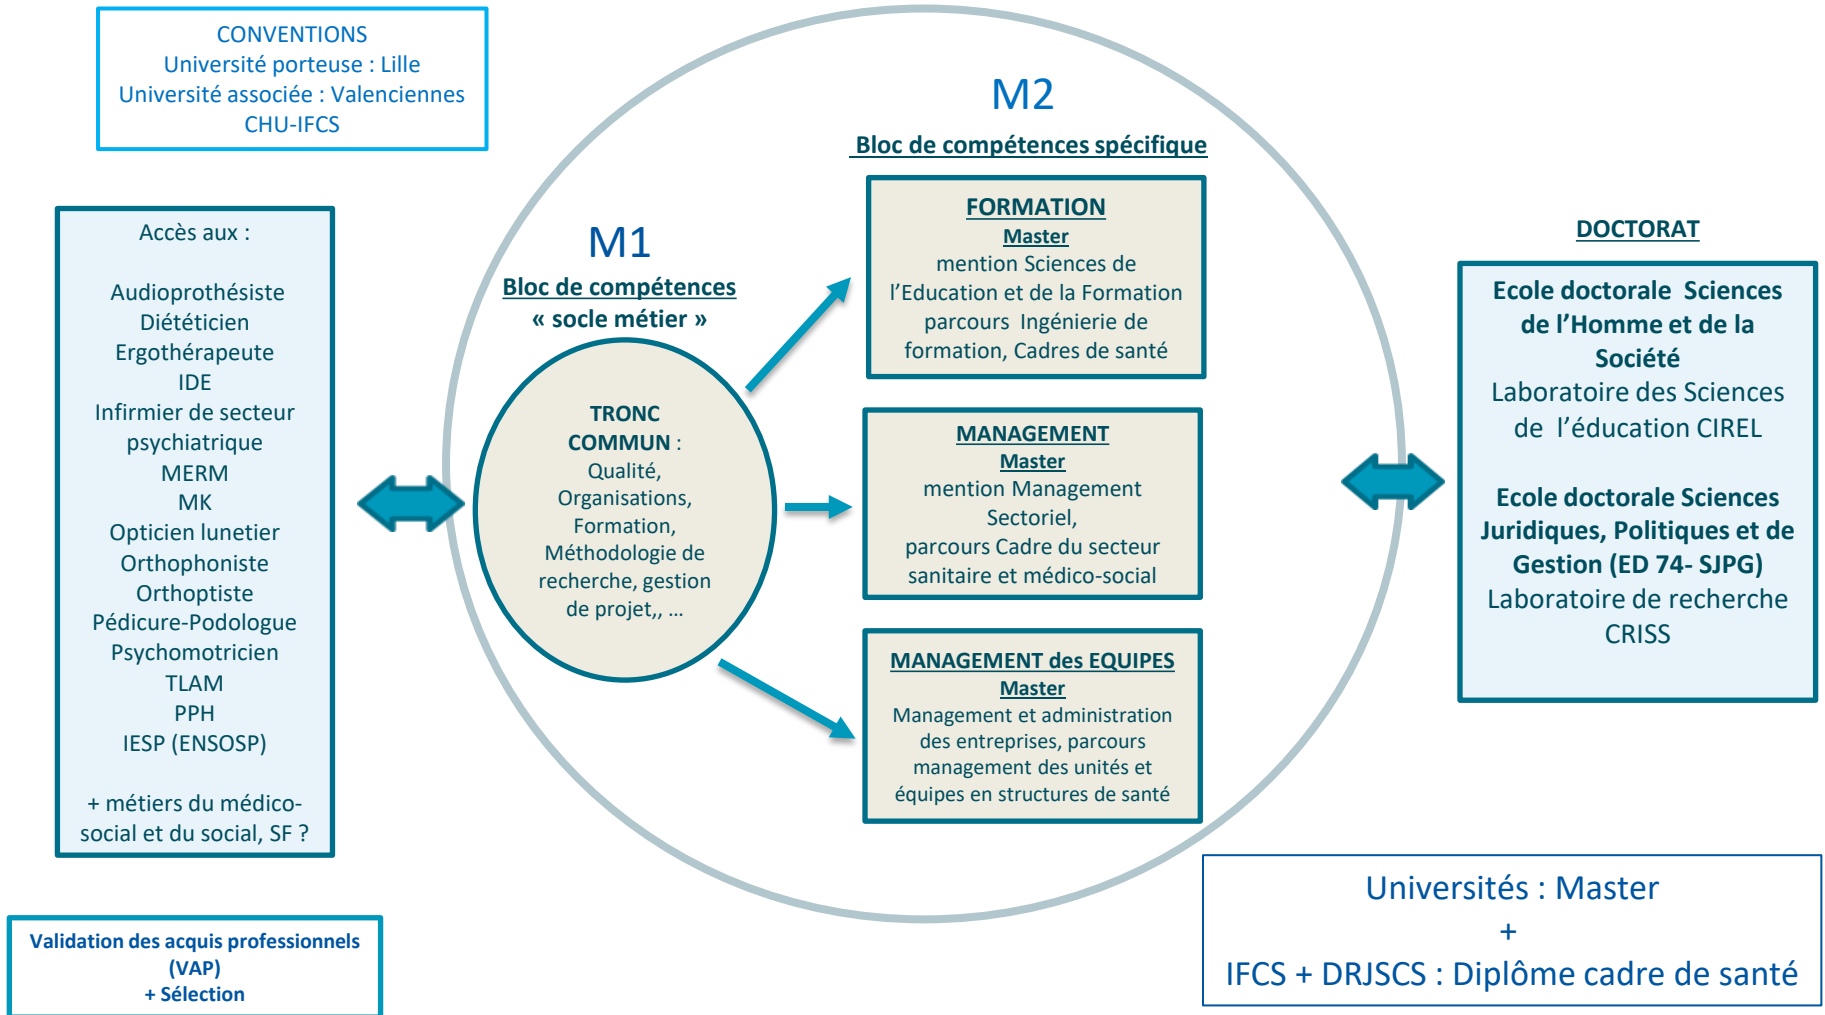 CONVENTIONS
Université porteuse : Lille
Université associée : Valenciennes
CHU-IFCS
Accès aux :
Audioprothésiste
Diététicien
Ergothérapeute
IDE
Infirmier de secteur
psychiatrique
MERM
MK
Opticien lunetier
Orthophoniste
Orthoptiste
Pédicure-Podologue
Psychomotricien
TLAM
PPH
IESP (ENSOSP)
+ métiers du médico-
social et du social, SF ?
Validation des acquis professionnels
(VAP)
+ Sélection
M1
Bloc de compétences
« socle métier »
TRONC
COMMUN :
Qualité,
Organisations,
Formation,
Méthodologie de
recherche, gestion
de projet,, ...
M2
Bloc de compétences spécifique
FORMATION
Master
mention Sciences de
l'Education et de la Formation
parcours Ingénierie de
formation, Cadres de santé
MANAGEMENT
Master
mention Management
Sectoriel,
parcours Cadre du secteur
sanitaire et médico-social
MANAGEMENT des EQUIPES
Master
Management et administration
des entreprises, parcours
management des unités et
équipes en structures de santé
DOCTORAT
Ecole doctorale Sciences
de l'Homme et de la
Société
Laboratoire des Sciences
de l'éducation CIREL
Ecole doctorale Sciences
Juridiques, Politiques et de
Gestion (ED 74- SJPG)
Laboratoire de recherche
CRISS
Universités : Master
+
IFCS + DRJSCS : Diplôme cadre de santé